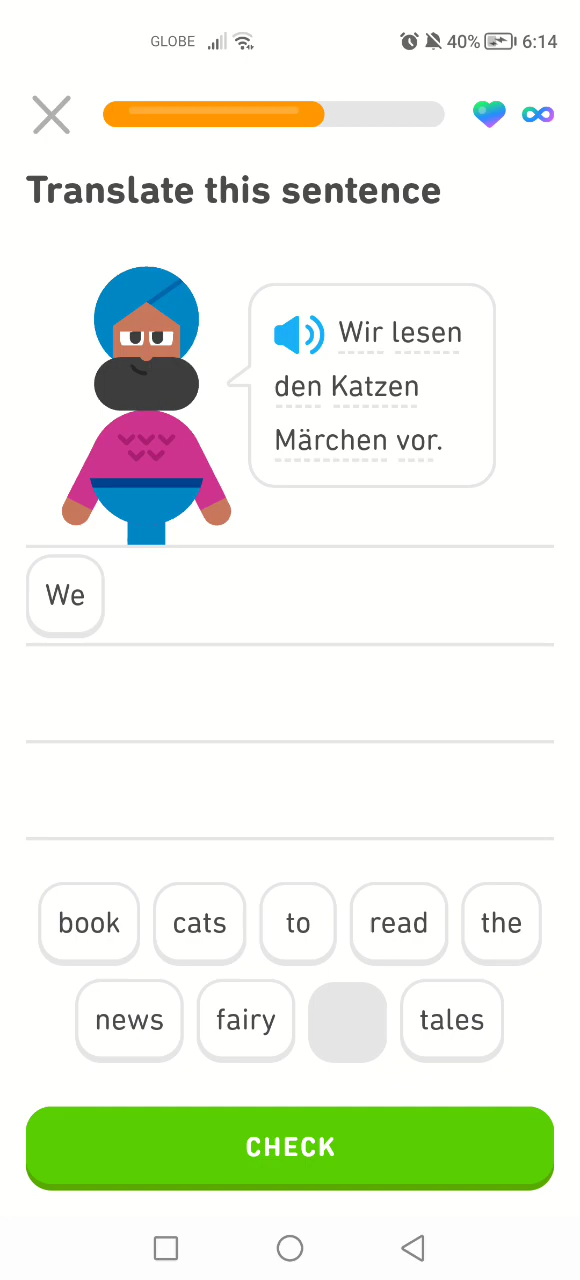 GLOBE 40% 6:14
Translate this sentence
Wir lesen
den Katzen
Märchen vor.
We
book cats to read the
news fairy tales
CHECK